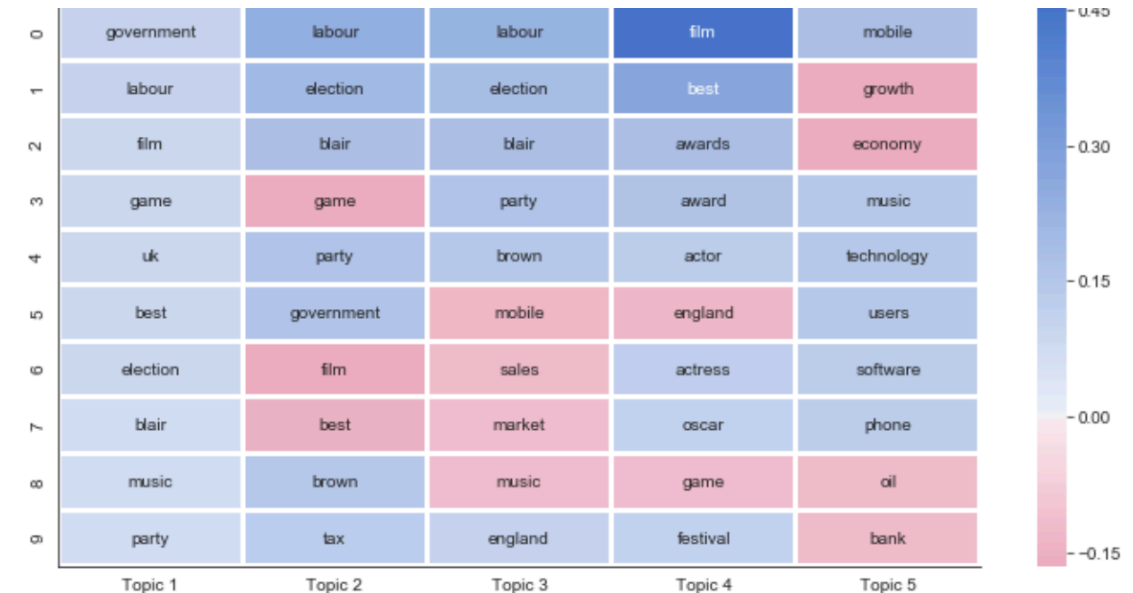 0 government labour labour film mobile 0.45
1 labour election election best growth
2 film blair blair awards economy 0.30
3 game game party award music
4 uk party brown actor technology 0.15
5 best government mobile england users
6 election film sales actress software
7 blair best market oscar phone 0.00
8 music brown music game oil
9 party tax england festival bank -0.15
Topic 1 Topic 2 Topic 3 Topic 4 Topic 5